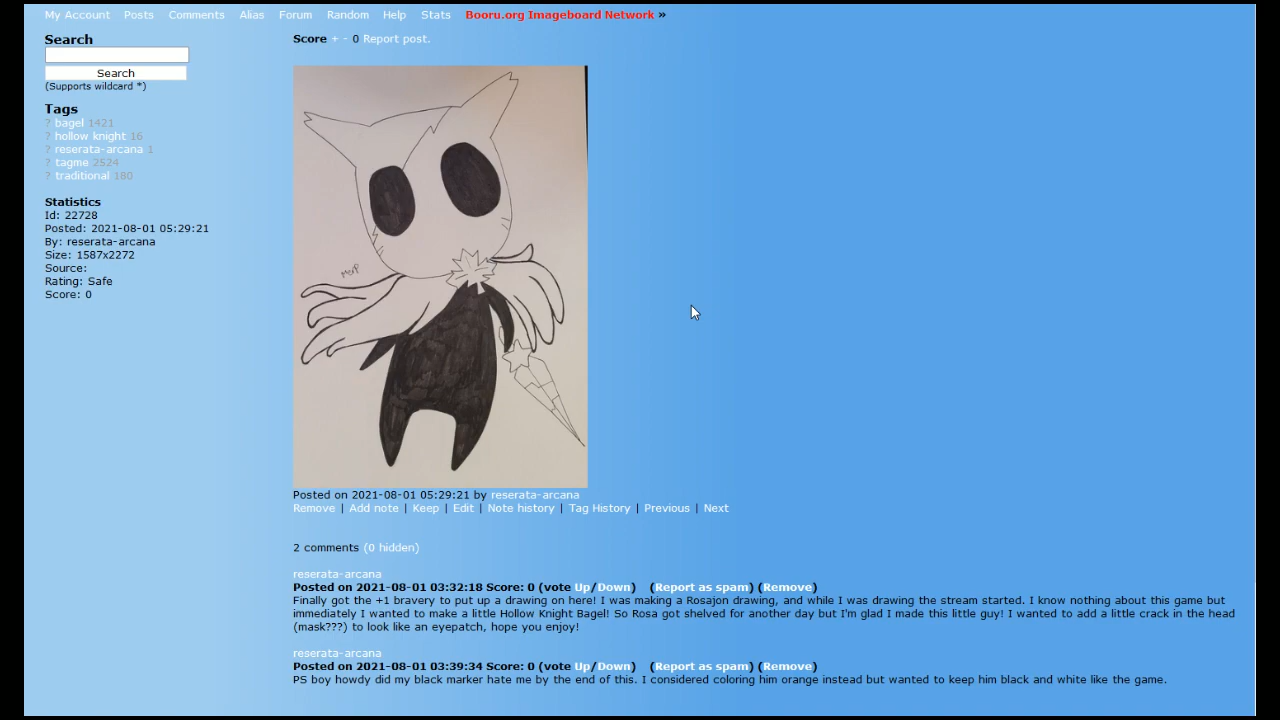 My Account Posts Comments Alias Forum Random Help Stats Booru.org Imageboard Network »
Search
Search
(Supports wildcard *)
Tags
? bagel 1421
? hollow knight 16
? reserata-arcana 1
? tagme 2524
? traditional 180
Statistics
Id: 22728
Posted: 2021-08-01 05:29:21
By: reserata-arcana
Size: 1587x2272
Source:
Rating: Safe
Score: 0
Score + - 0 Report post.
Merp
Posted on 2021-08-01 05:29:21 by reserata-arcana
Remove | Add note | Keep | Edit | Note history | Tag History | Previous | Next
2 comments (0 hidden)
reserata-arcana
Posted on 2021-08-01 03:32:18 Score: 0 (vote Up/Down) (Report as spam) (Remove)
Finally got the +1 bravery to put up a drawing on here! I was making a Rosajon drawing, and while I was drawing the stream started. I know nothing about this game but
immediately I wanted to make a little Hollow Knight Bagel! So Rosa got shelved for another day but I'm glad I made this little guy! I wanted to add a little crack in the head
(mask???) to look like an eyepatch, hope you enjoy!
reserata-arcana
Posted on 2021-08-01 03:39:34 Score: 0 (vote Up/Down) (Report as spam) (Remove)
PS boy howdy did my black marker hate me by the end of this. I considered coloring him orange instead but wanted to keep him black and white like the game.